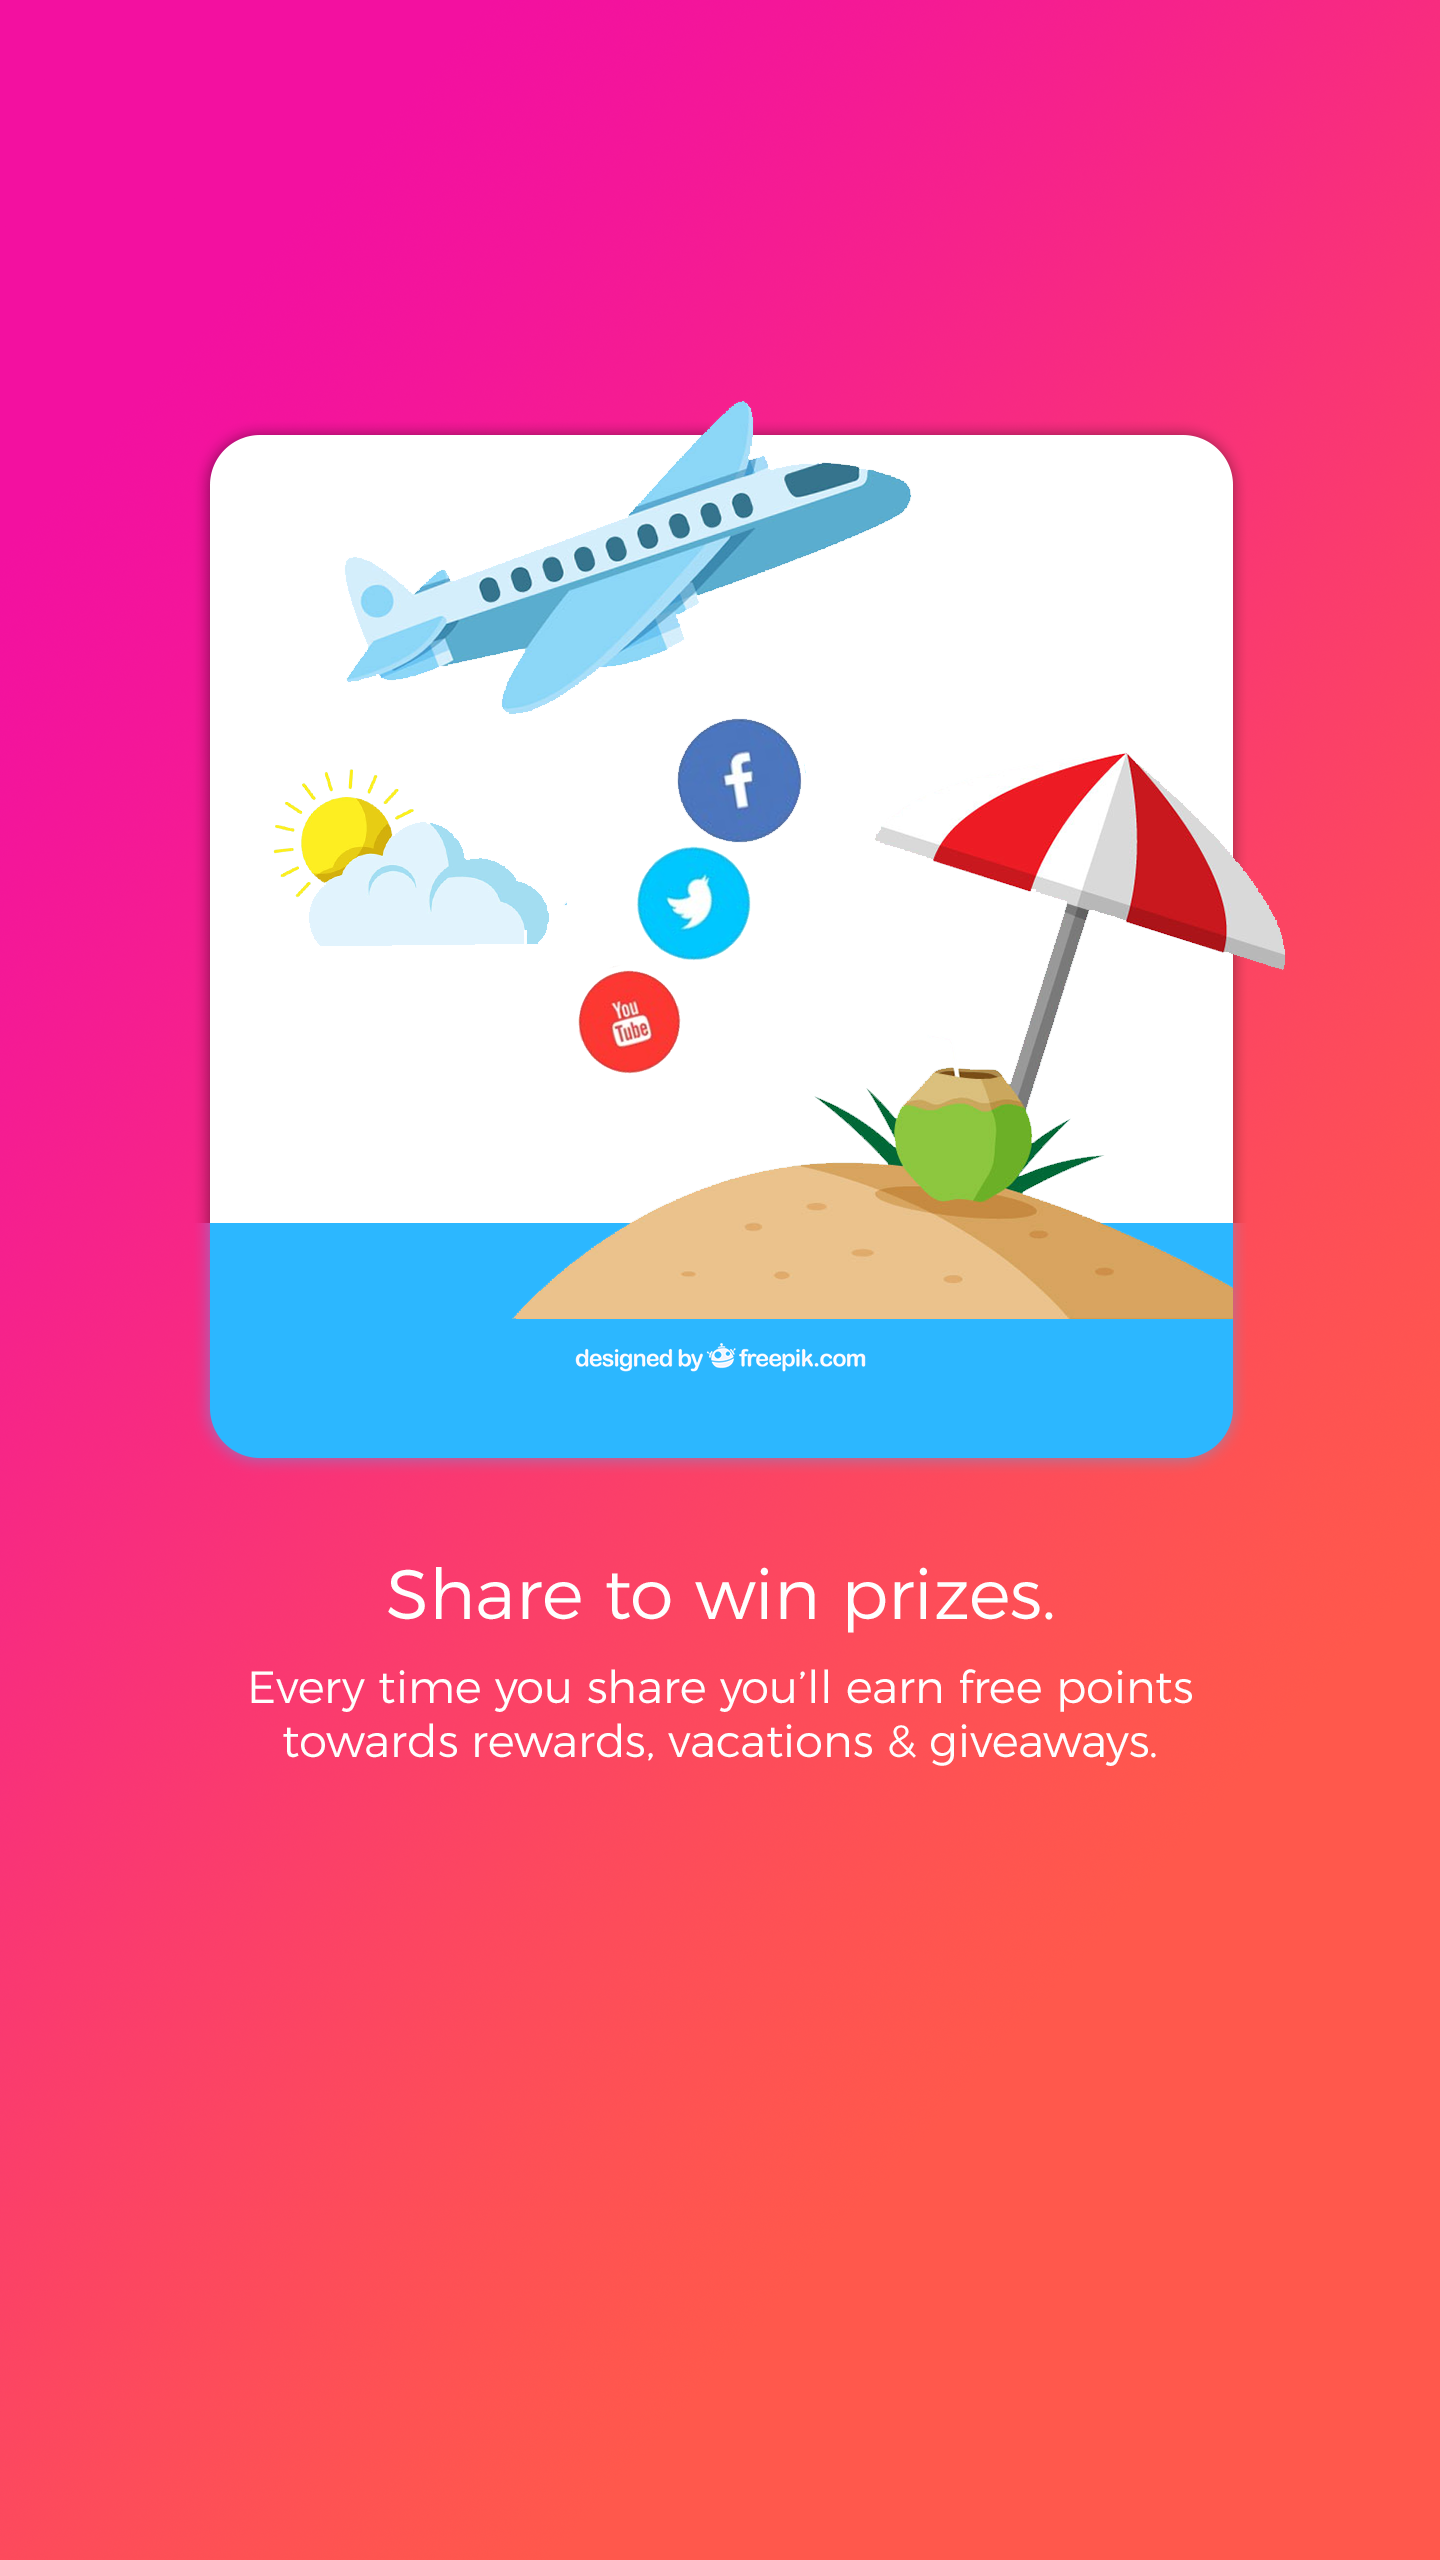 f
You
Tube
designed by freepik.com
Share to win prizes.
Every time you share you’ll earn free points
towards rewards, vacations & giveaways.